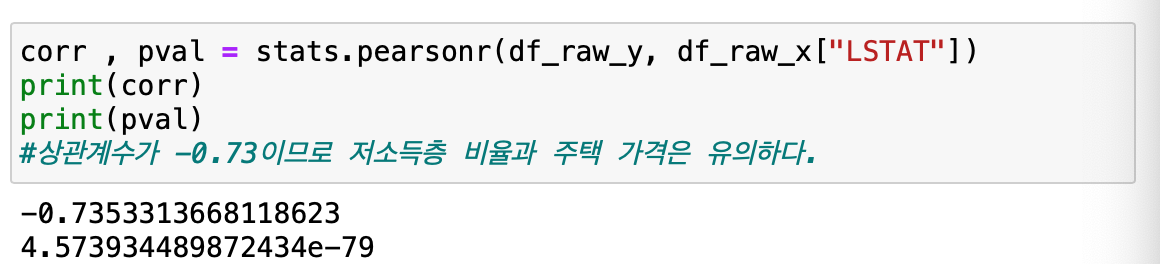 corr , pval = stats.pearsonr(df_raw_y, df_raw_x["LSTAT"])
print(corr)
print(pval)
#상관계수가 -0.73이므로 저소득층 비율과 주택 가격은 유의하다.
-0.7353313668118623
4.573934489872434e-79